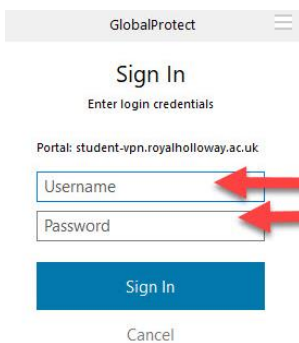 GlobalProtect
Sign In
Enter login credentials
Portal: student-vpn.royalholloway.ac.uk
Username
Password
Sign In
Cancel